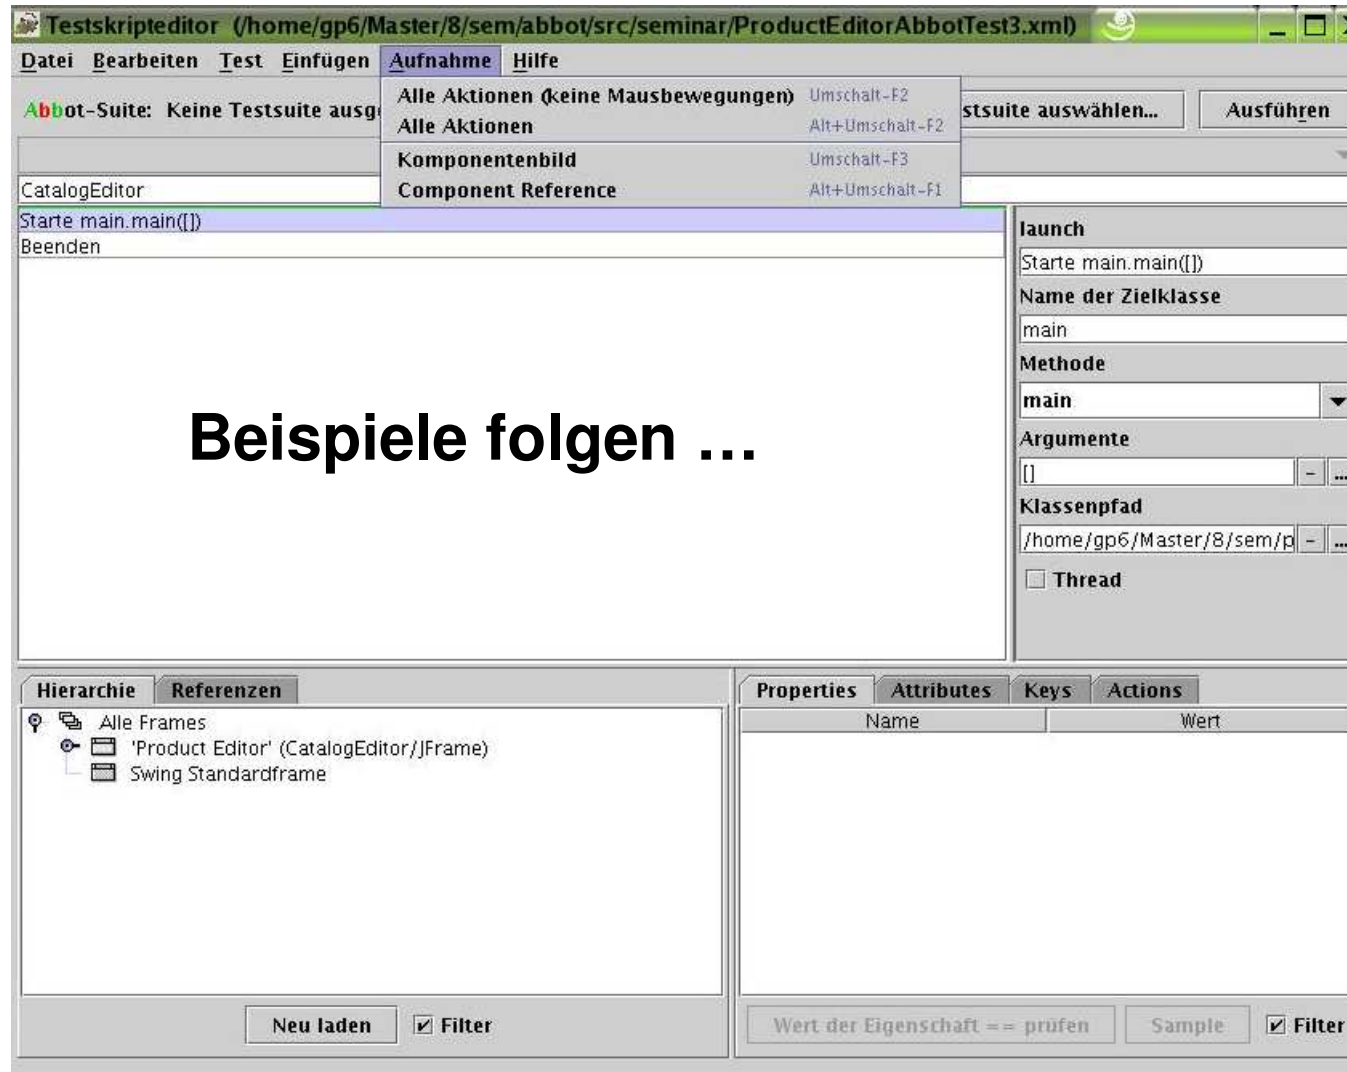 Testskripteditor (/home/gp6/Master/8/sem/abbot/src/seminar/ProductEditorAbbotTest3.xml)
Datei Bearbeiten Test Einfügen Aufnahme Hilfe
Alle Aktionen (keine Mausbewegungen) Umschalt-F2
Alle Aktionen Alt+Umschalt-F2
Komponentenbild Umschalt-F3
Component Reference Alt+Umschalt-F1
Abbot-Suite: Keine Testsuite ausg
stsuite auswählen... Ausführen
CatalogEditor
Starte main.main([])
Beenden
Beispiele folgen …
launch
Starte main.main([])
Name der Zielklasse
main
Methode
main
Argumente
[] - ...
Klassenpfad
/home/gp6/Master/8/sem/p - ...
Thread
Hierarchie Referenzen
Alle Frames
'Product Editor' (CatalogEditor/JFrame)
Swing Standardframe
Neu laden Filter
Properties Attributes Keys Actions
Name Wert
Wert der Eigenschaft == prüfen Sample Filter